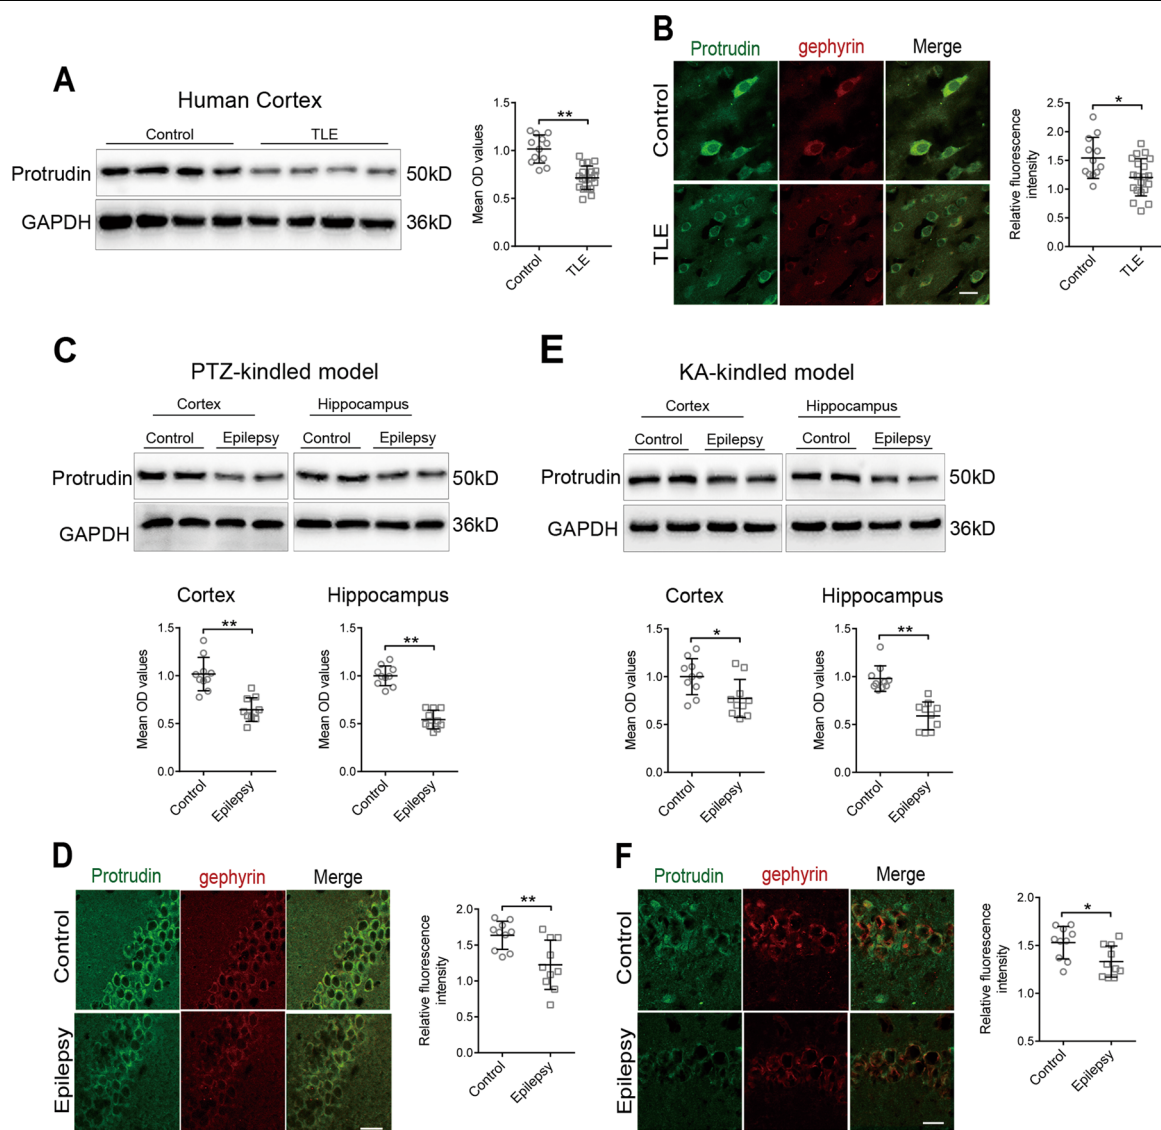 A
Human Cortex
Control TLE
Protrudin 50kD
GAPDH 36kD
Mean OD values
1.5
1.0
0.5
0.0
**
Control TLE
B
Protrudin gephyrin Merge
Control
TLE
Relative fluorescence
intensity
2.5
2.0
1.5
1.0
0.5
0.0
*
Control TLE
C
PTZ-kindled model
Cortex Hippocampus
Control Epilepsy Control Epilepsy
Protrudin 50kD
GAPDH 36kD
Cortex
Mean OD values
1.5
1.0
0.5
0.0
**
Control Epilepsy
Hippocampus
Mean OD values
1.5
1.0
0.5
0.0
**
Control Epilepsy
E
KA-kindled model
Cortex Hippocampus
Control Epilepsy Control Epilepsy
Protrudin 50kD
GAPDH 36kD
Cortex
Mean OD values
1.5
1.0
0.5
0.0
*
Control Epilepsy
Hippocampus
Mean OD values
1.5
1.0
0.5
0.0
**
Control Epilepsy
D
Protrudin gephyrin Merge
Control
Epilepsy
Relative fluorescence
intensity
2.0
1.5
1.0
0.5
0.0
**
Control Epilepsy
F
Protrudin gephyrin Merge
Control
Epilepsy
Relative fluorescence
intensity
2.0
1.5
1.0
0.5
*
Control Epilepsy